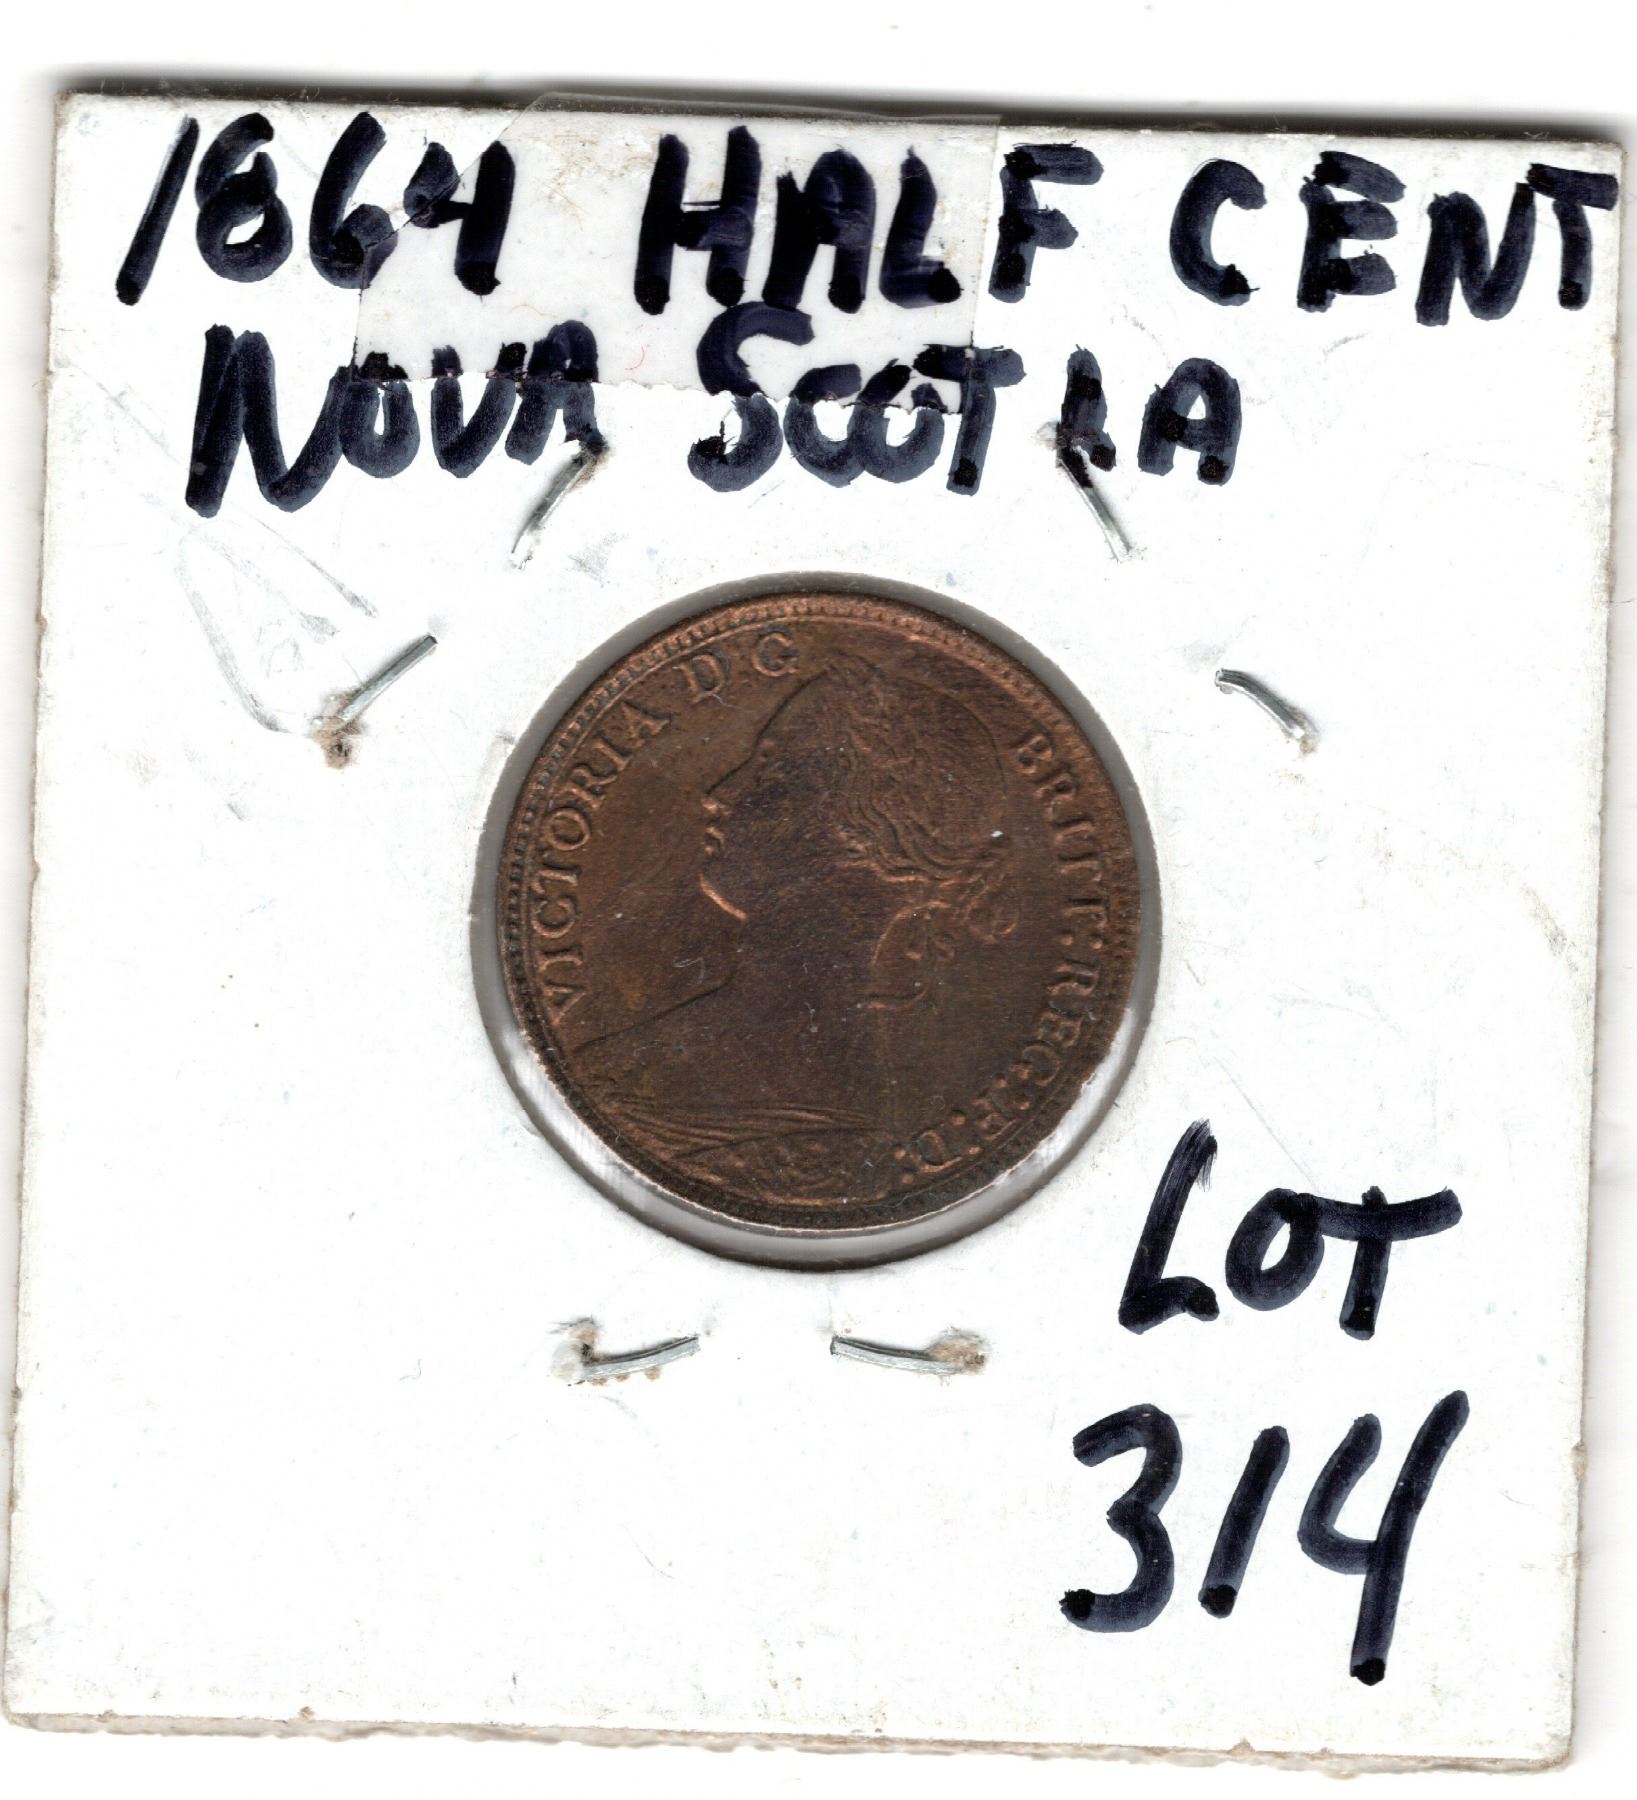 1864 HALF CENT
NOVA SCOTIA
VICTORIA D G BRITT: REG: F: D:
LOT
314